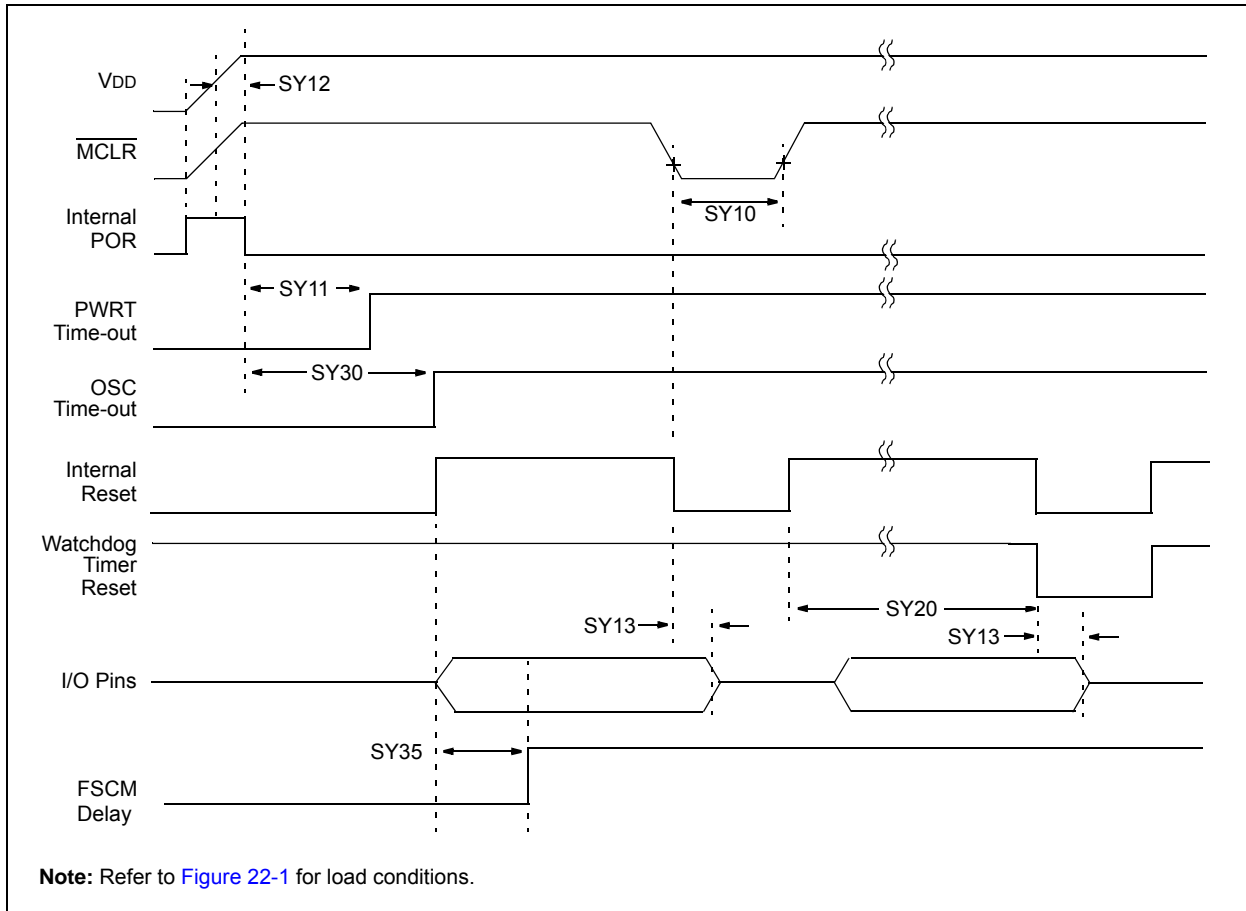 VDD
SY12
MCLR
SY10
Internal
POR
SY11
PWRT
Time-out
SY30
OSC
Time-out
Internal
Reset
Watchdog
Timer
Reset
SY20
SY13
SY13
I/O Pins
SY35
FSCM
Delay
Note: Refer to Figure 22-1 for load conditions.